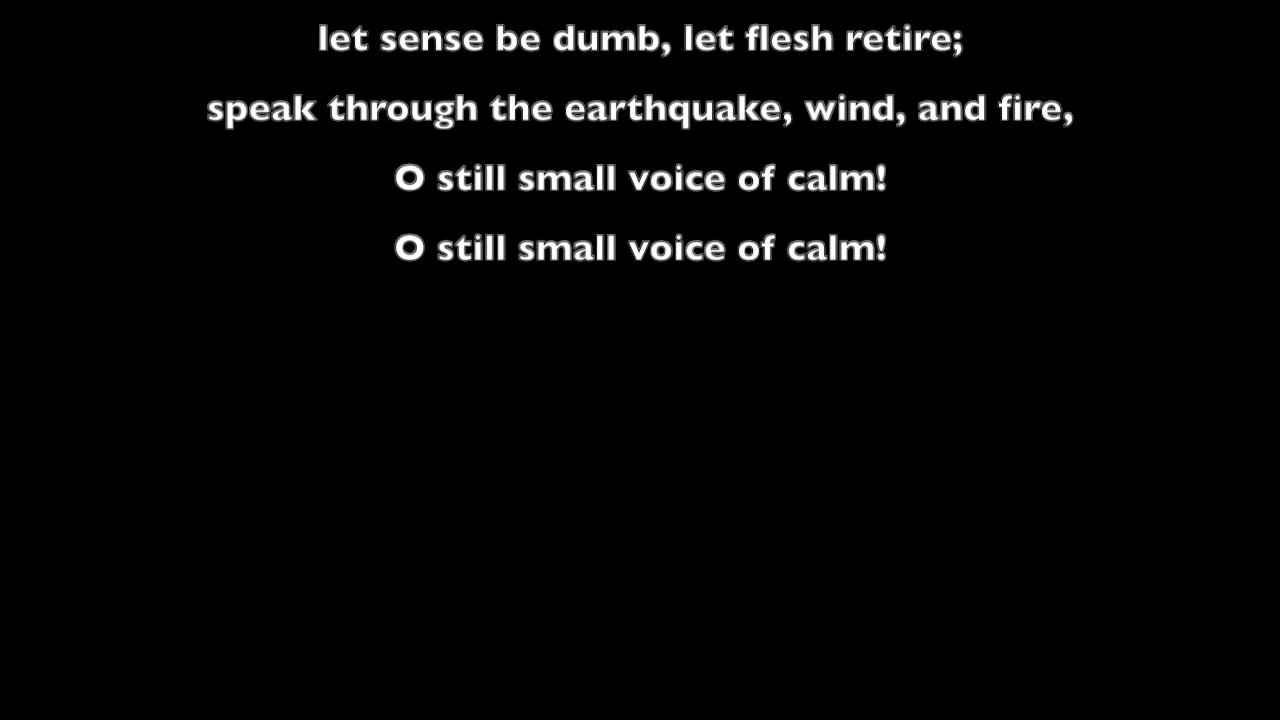 let sense be dumb, let flesh retire;
speak through the earthquake, wind, and fire,
O still small voice of calm!
O still small voice of calm!